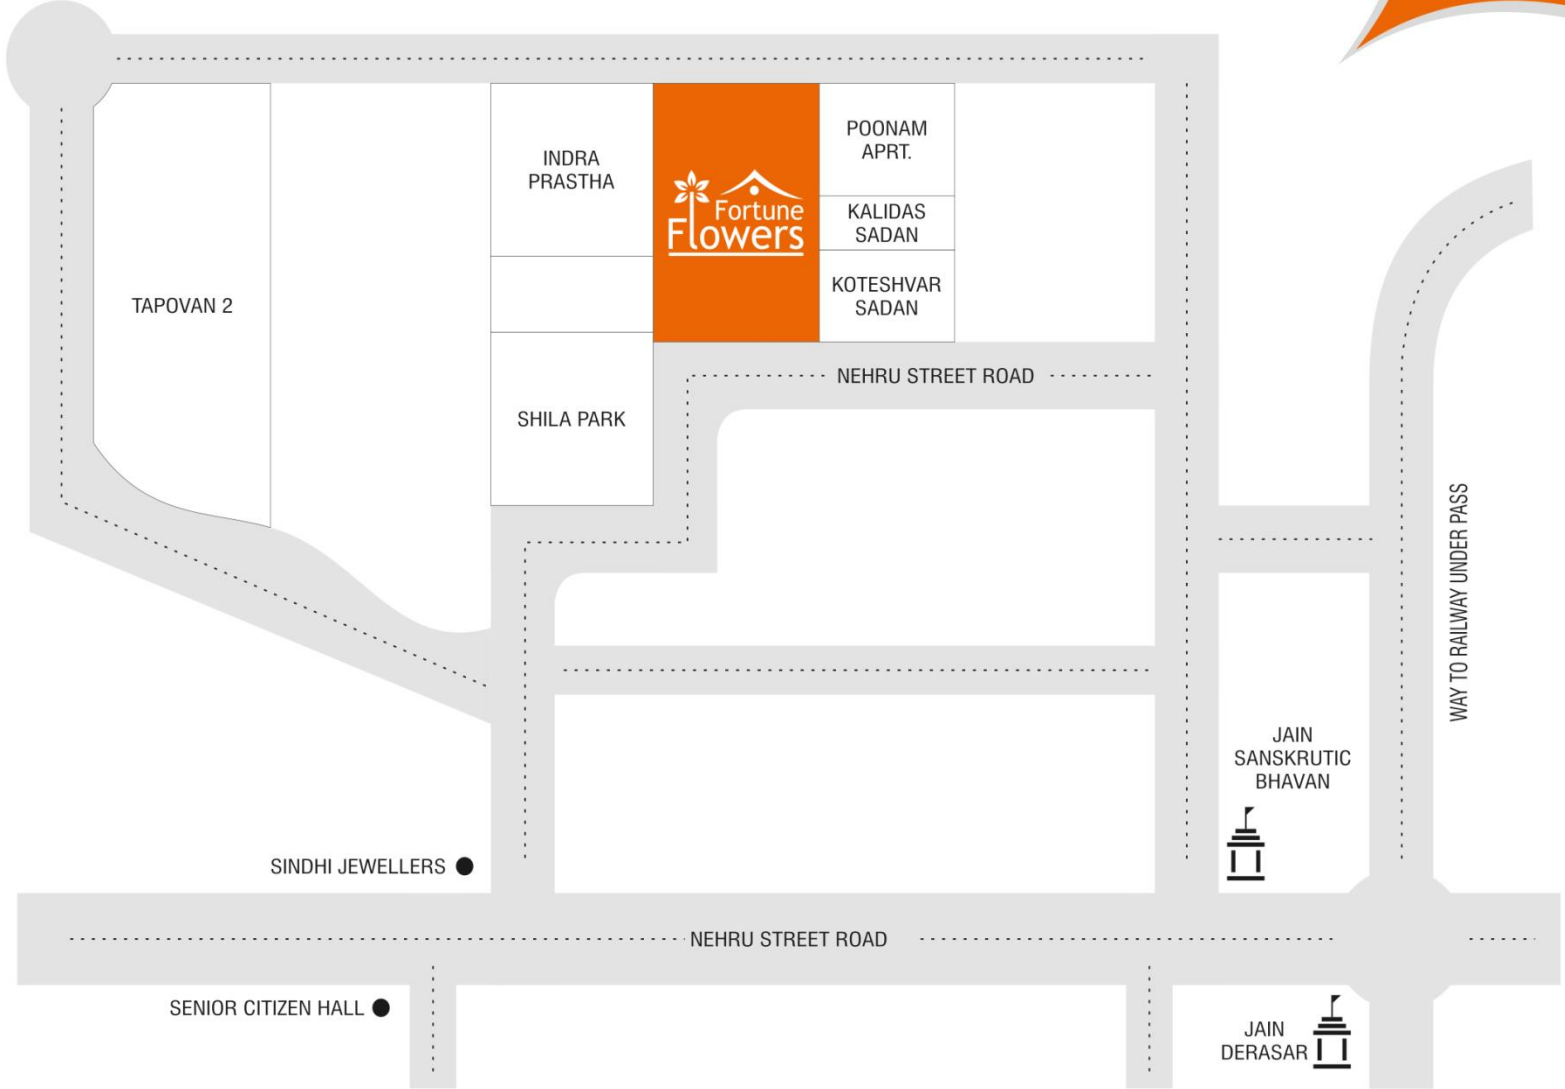 INDRA
PRASTHA
Fortune
Flowers
POONAM
APRT.
KALIDAS
SADAN
KOTESHVAR
SADAN
TAPOVAN 2
NEHRU STREET ROAD
SHILA PARK
WAY TO RAILWAY UNDER PASS
JAIN
SANSKRUTIC
BHAVAN
SINDHI JEWELLERS
NEHRU STREET ROAD
SENIOR CITIZEN HALL
JAIN
DERASAR